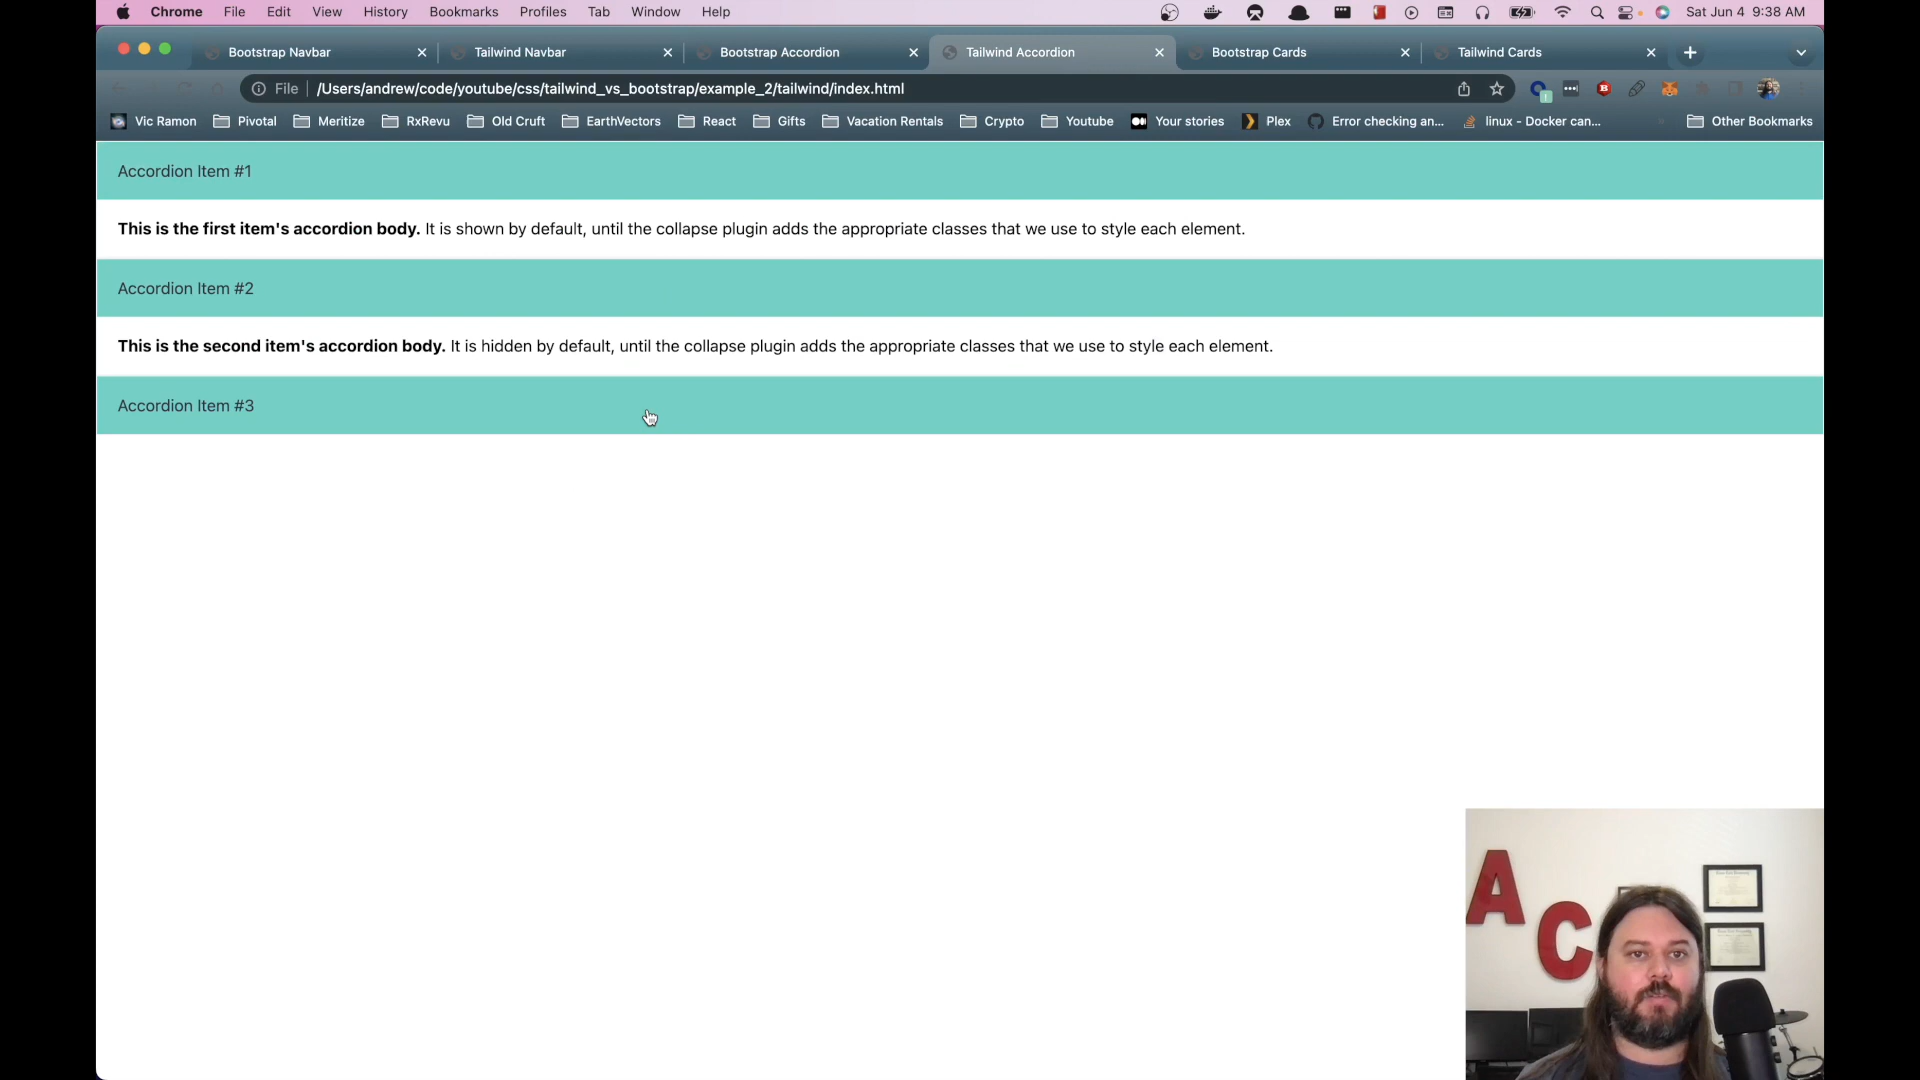 Chrome File Edit View History Bookmarks Profiles Tab Window Help Sat Jun 4 9:38 AM
Bootstrap Navbar Tailwind Navbar Bootstrap Accordion Tailwind Accordion Bootstrap Cards Tailwind Cards
File /Users/andrew/code/youtube/css/tailwind_vs_bootstrap/example_2/tailwind/index.html
Vic Ramon Pivotal Meritize RxRevu Old Cruft EarthVectors React Gifts Vacation Rentals Crypto Youtube Your stories Plex Error checking an... linux - Docker can... Other Bookmarks
Accordion Item #1
This is the first item's accordion body. It is shown by default, until the collapse plugin adds the appropriate classes that we use to style each element.
Accordion Item #2
This is the second item's accordion body. It is hidden by default, until the collapse plugin adds the appropriate classes that we use to style each element.
Accordion Item #3
A
C